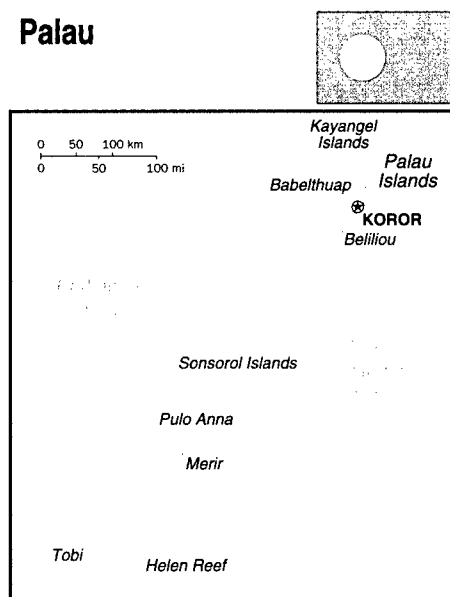 Palau
Kayangel
Islands
0 50 100 km
0 50 100 mi
Palau
Islands
Babelthuap
KOROR
Beliliou
Sonsorol Islands
Pulo Anna
Merir
Tobi
Helen Reef